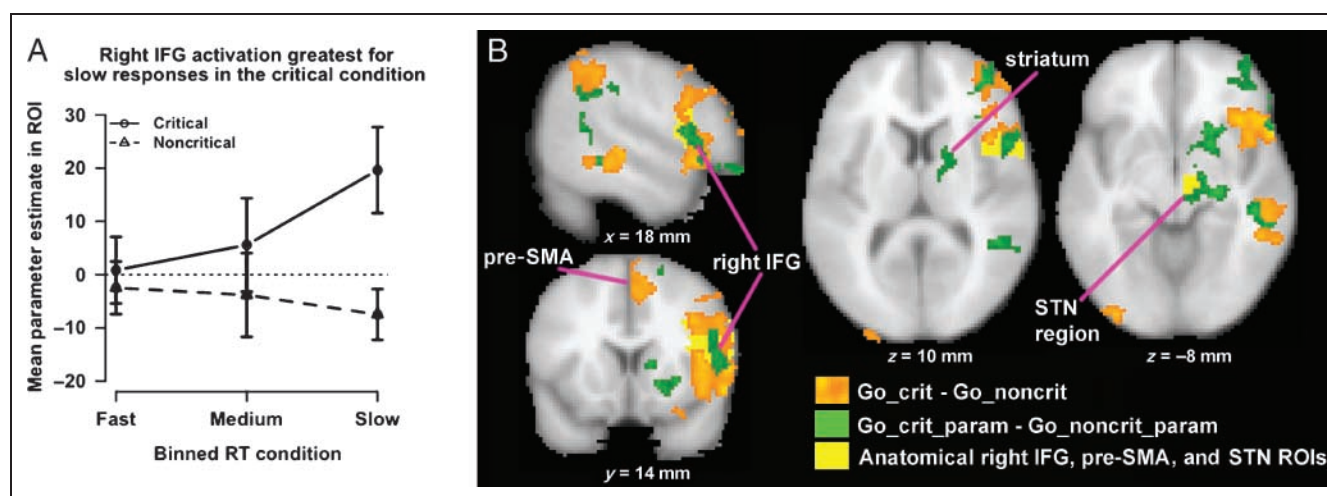 A
Right IFG activation greatest for
slow responses in the critical condition
Mean parameter estimate in ROI
30
20
10
0
−10
−20
Critical
Noncritical
Fast
Medium
Slow
Binned RT condition
B
striatum
x = 18 mm
pre-SMA
right IFG
STN
region
z = 10 mm
z = −8 mm
y = 14 mm
Go_crit - Go_noncrit
Go_crit_param - Go_noncrit_param
Anatomical right IFG, pre-SMA, and STN ROIs